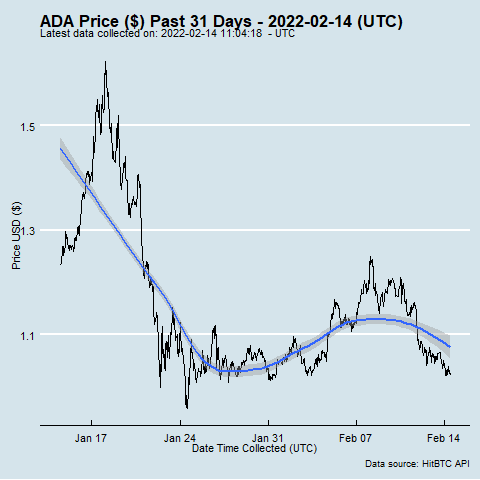 ADA Price ($) Past 31 Days - 2022-02-14 (UTC)
Latest data collected on: 2022-02-14 11:04:18 - UTC
1.5
1.3
1.1
Price USD ($)
Jan 17
Jan 24
Jan 31
Feb 07
Feb 14
Date Time Collected (UTC)
Data source: HitBTC API